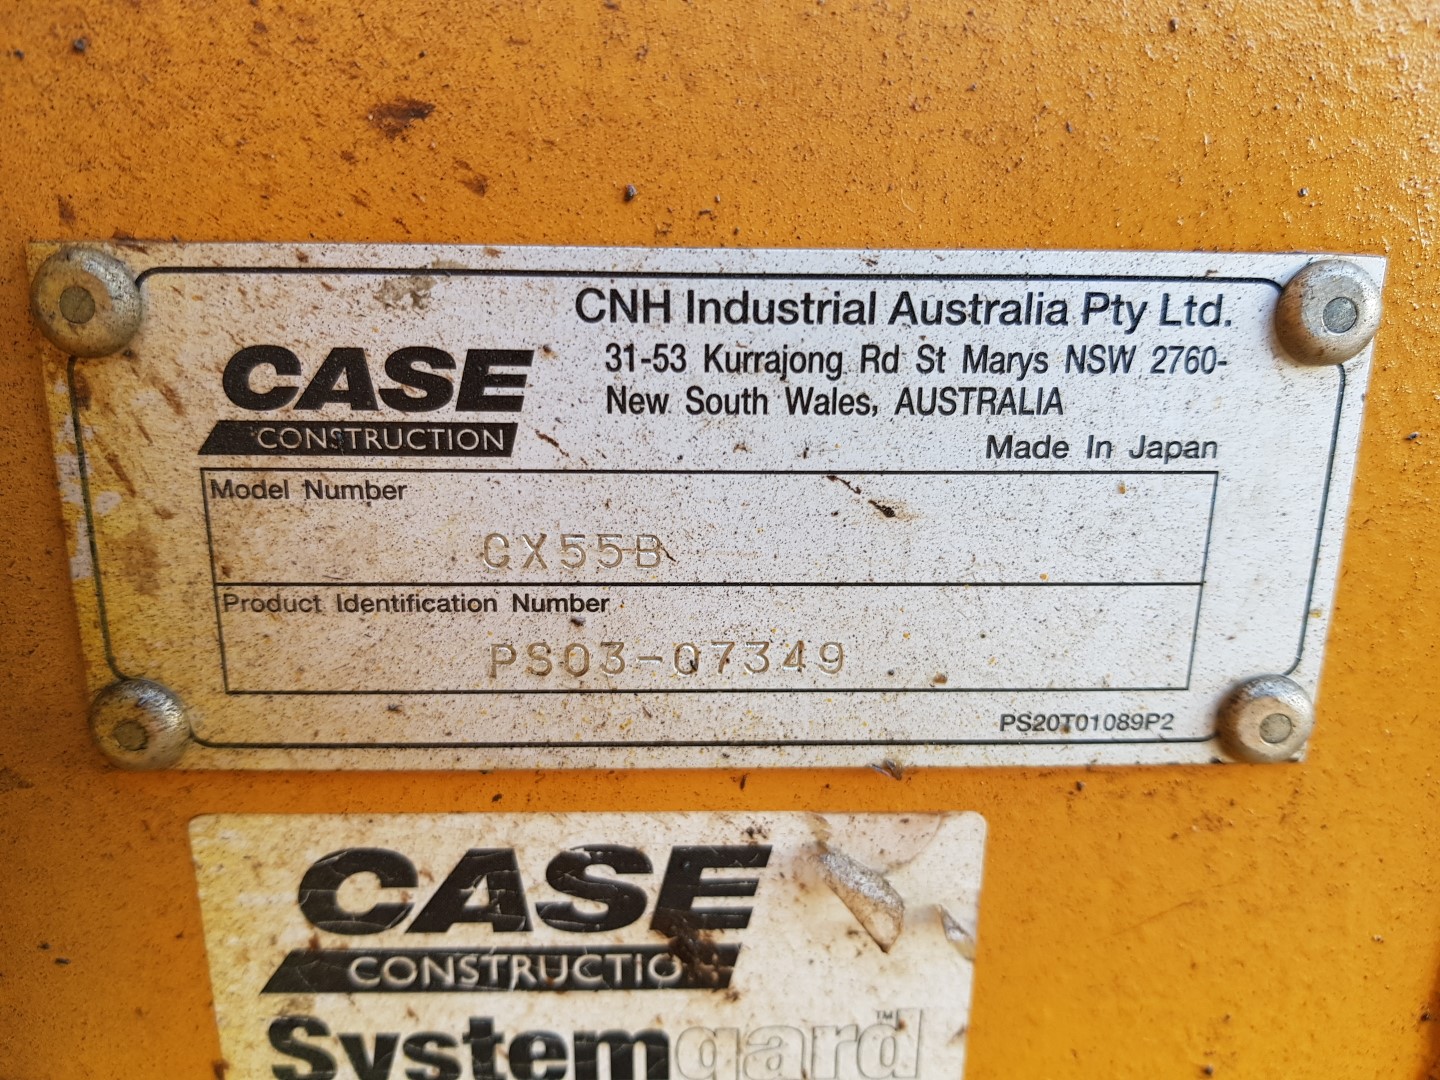 CNH Industrial Australia Pty Ltd.
31-53 Kurrajong Rd St Marys NSW 2760-
New South Wales, AUSTRALIA
Made In Japan
CASE
CONSTRUCTION
Model Number
CX55B
Product Identification Number
PS03-07349
PS20T01089P2
CASE
CONSTRUCTIO
Systemgard™